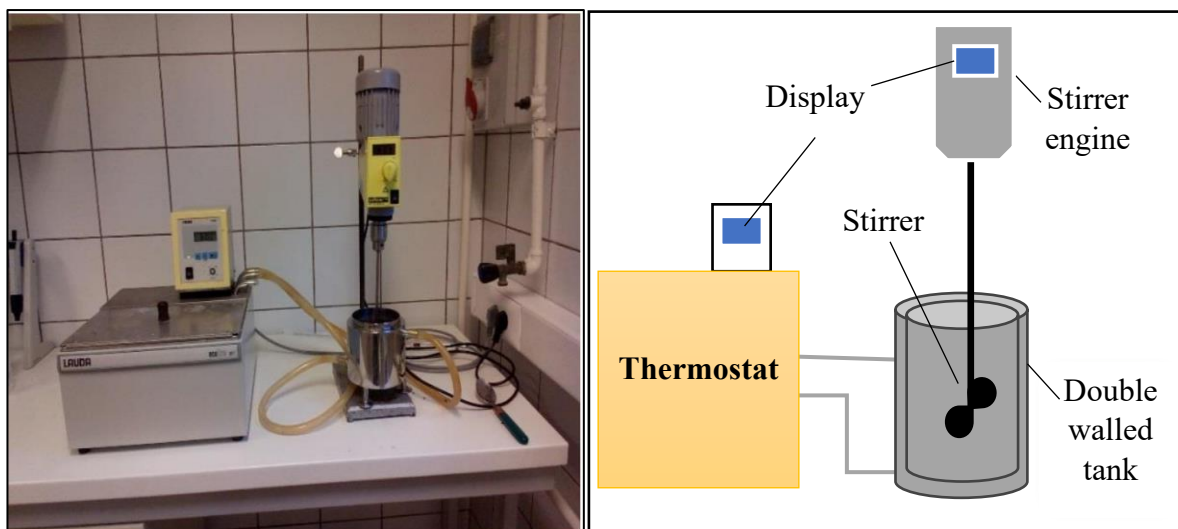 LAUDA
Display
Stirrer
engine
Stirrer
Thermostat
Double
walled
tank